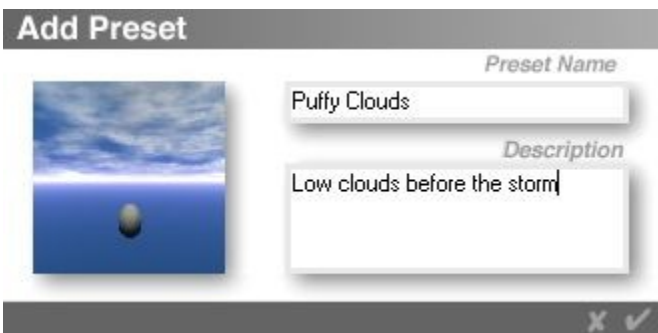 Add Preset
Preset Name
Puffy Clouds
Description
Low clouds before the storm